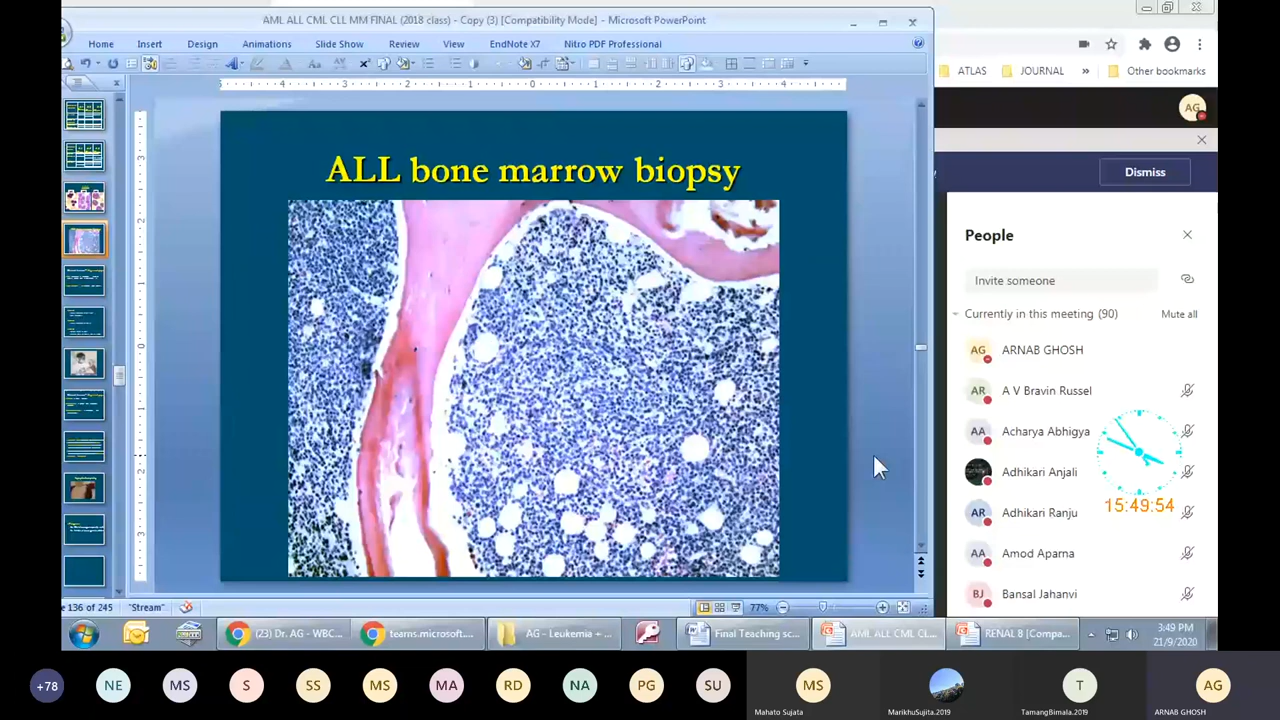 AML ALL CML CLL MM FINAL (2018 class) - Copy (3) [Compatibility Mode] - Microsoft PowerPoint
Home Insert Design Animations Slide Show Review View EndNote X7 Nitro PDF Professional
ATLAS JOURNAL » Other bookmarks
AG
Dismiss
ALL bone marrow biopsy
People
Invite someone
Currently in this meeting (90) Mute all
AG ARNAB GHOSH
AR A V Bravin Russel
AA Acharya Abhigya
Adhikari Anjali
15:49:54
AR Adhikari Ranju
AA Amod Aparna
BJ Bansal Jahanvi
136 of 245 "Stream" 77%
(23) Dr. AG - WBC... teams.microsoft.... AG - Leukemia + ... Final Teaching sc... AML ALL CML CL... RENAL 8 [Compa... 3:49 PM
21/9/2020
+78 NE MS S SS MS MA RD NA PG SU MS T AG
Mahato Sujata MarikhuSujita.2019 TamangBimala.2019 ARNAB GHOSH